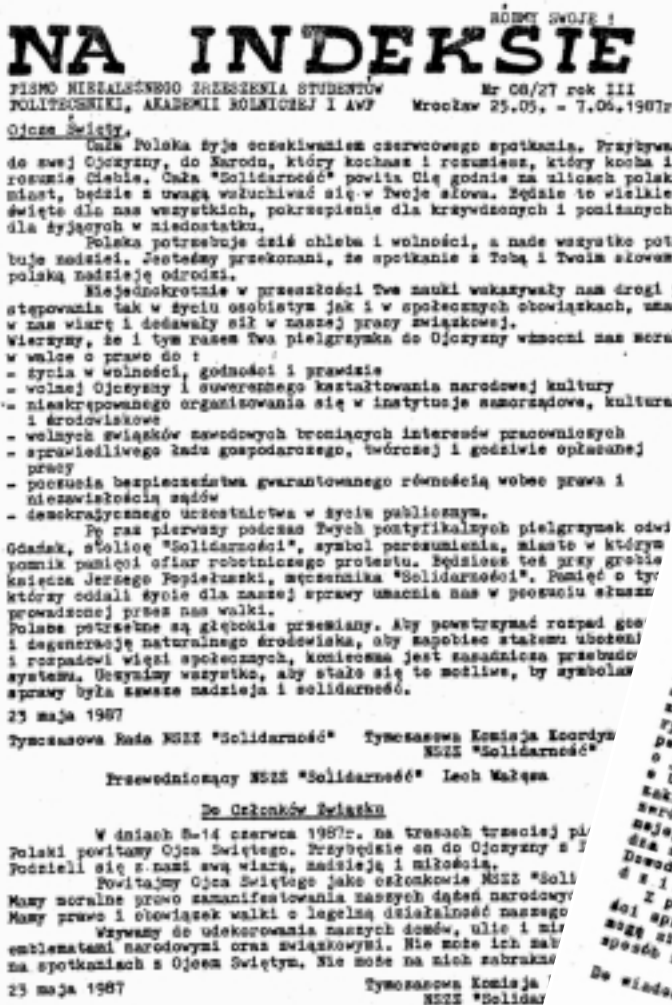 RÓBMY SWOJE !
NA INDEKSIE
PISMO NIEZALEŻNEGO ZRZESZENIA STUDENTÓW Nr 08/27 rok III
POLITECHNIKI, AKADEMII ROLNICZEJ I AWF Wrocław 25.05. - 7.06.1987r
Ojcze Święty,
Cała Polska żyje oczekiwaniem czerwcowego spotkania. Przybywa
do swej Ojczyzny, do Narodu, który kochasz i rozumiesz, który kocha i
rozumie Ciebie. Cała "Solidarność" powita Cię godnie na ulicach polsk
miast, będzie z uwagą wsłuchiwać się w Twoje słowa. Będzie to wielkie
święto dla nas wszystkich, pokrzepienie dla krzywdzonych i poniżanych
dla żyjących w niedostatku.
Polska potrzebuje dziś chleba i wolności, a nade wszystko pot
buje nadziei. Jesteśmy przekonani, że spotkanie z Tobą i Twoim słowem
polską nadzieję odrodzi.
Niejednokrotnie w przeszłości Twe nauki wskazywały nam drogi
stępowania tak w życiu osobistym jak i w społecznych obowiązkach, umac
w nas wiarę i dodawały sił w naszej pracy związkowej.
Wierzymy, że i tym razem Twa pielgrzymka do Ojczyzny wzmocni nas mora
w walce o prawo do :
- życia w wolności, godności i prawdzie
- wolnej Ojczyzny i suwerennego kształtowania narodowej kultury
- nieskrępowanego organizowania się w instytucje samorządowe, kultura
i środowiskowe
- wolnych związków zawodowych broniących interesów pracowniczych
- sprawiedliwego ładu gospodarczego, twórczej i godziwie opłacanej
pracy
- poczucia bezpieczeństwa gwarantowanego równością wobec prawa i
niezawisłością sądów
- demokratycznego uczestnictwa w życiu publicznym.
Po raz pierwszy podczas Twych pontyfikalnych pielgrzymek odwi
Gdańsk, stolicę "Solidarności", symbol porozumienia, miasto w którym
pomnik pamięci ofiar robotniczego protestu. Będziesz też przy grobie
księdza Jerzego Popiełuszki, męczennika "Solidarności". Pamięć o tyc
którzy oddali życie dla naszej sprawy umacnia nas w poczuciu słuszn
prowadzonej przez nas walki.
Polsce potrzebne są głębokie przemiany. Aby powstrzymać rozpad gos
i degenerację naturalnego środowiska, aby zapobiec stałemu ubożeni
i rozpadowi więzi społecznych, konieczna jest zasadnicza przebudow
systemu. Uczynimy wszystko, aby stało się to możliwe, by symbolam
sprawy była zawsze nadzieja i solidarność.
23 maja 1987
Tymczasowa Rada NSZZ "Solidarność" Tymczasowa Komisja Koordyn
NSZZ "Solidarność"
Przewodniczący NSZZ "Solidarność" Lech Wałęsa
Do Członków Związku
W dniach 8-14 czerwca 1987r. na trasach trzeciej pi
Polski powitamy Ojca Świętego. Przybędzie on do Ojczyzny z
Podzieli się z nami swą wiarą, nadzieją i miłością.
Powitajmy Ojca Świętego jako członkowie NSZZ "Soli
Mamy moralne prawo zamanifestowania naszych dążeń narodowy
Mamy prawo i obowiązek walki o legalną działalność naszego
Wzywamy do udekorowania naszych domów, ulic i mia
emblematami narodowymi oraz związkowymi. Nie może ich zab
na spotkaniach z Ojcem Świętym. Nie może na nich zabrakn
23 maja 1987 Tymczasowa Komisja
NSZZ "Solidar